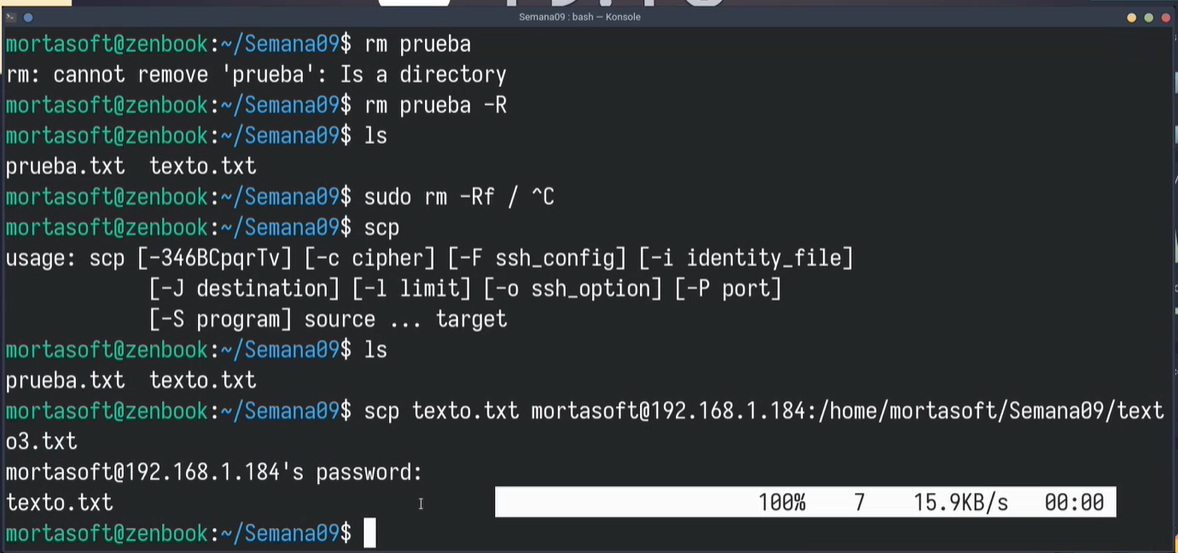 Semana09 : bash — Konsole
mortasoft@zenbook:~/Semana09$ rm prueba
rm: cannot remove 'prueba': Is a directory
mortasoft@zenbook:~/Semana09$ rm prueba -R
mortasoft@zenbook:~/Semana09$ ls
prueba.txt  texto.txt
mortasoft@zenbook:~/Semana09$ sudo rm -Rf / ^C
mortasoft@zenbook:~/Semana09$ scp
usage: scp [-346BCpqrTv] [-c cipher] [-F ssh_config] [-i identity_file]
            [-J destination] [-l limit] [-o ssh_option] [-P port]
            [-S program] source ... target
mortasoft@zenbook:~/Semana09$ ls
prueba.txt  texto.txt
mortasoft@zenbook:~/Semana09$ scp texto.txt mortasoft@192.168.1.184:/home/mortasoft/Semana09/text
o3.txt
mortasoft@192.168.1.184's password:
texto.txt                                                       100%    7    15.9KB/s   00:00
mortasoft@zenbook:~/Semana09$